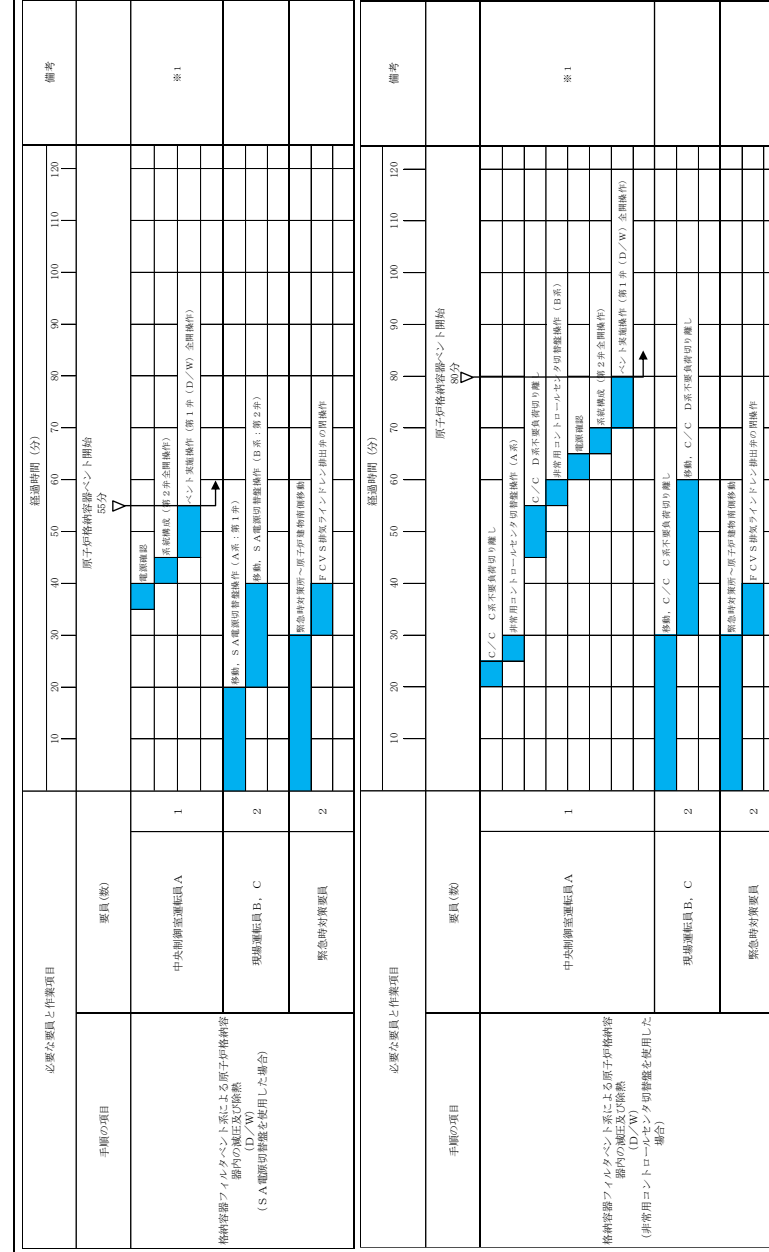 必要な要員と作業項目
経過時間（分）
備考
手順の項目
要員(数)
10
20
30
40
50
60
70
80
90
100
110
120
原子炉格納容器ベント開始
55分
格納容器フィルタベント系による原子炉格納容
器内の減圧及び除熱
（D／W）
（ＳＡ電源切替盤を使用した場合）
中央制御室運転員Ａ
1
電源確認
系統構成（第２弁全開操作）
ベント実施操作（第１弁（D／W）全開操作）
※1
現場運転員Ｂ，Ｃ
2
移動，ＳＡ電源切替盤操作（Ａ系：第１弁）
移動，ＳＡ電源切替盤操作（Ｂ系：第２弁）
緊急時対策要員
2
緊急時対策所～原子炉建物南側移動
ＦＣＶＳ排気ラインドレン排出弁の閉操作
必要な要員と作業項目
経過時間（分）
備考
手順の項目
要員(数)
10
20
30
40
50
60
70
80
90
100
110
120
原子炉格納容器ベント開始
80分
格納容器フィルタベント系による原子炉格納容
器内の減圧及び除熱
（D／W）
（非常用コントロールセンタ切替盤を使用した
場合）
中央制御室運転員Ａ
1
Ｃ／Ｃ　Ｃ系不要負荷切り離し
非常用コントロールセンタ切替盤操作（Ａ系）
Ｃ／Ｃ　Ｄ系不要負荷切り離し
非常用コントロールセンタ切替盤操作（Ｂ系）
電源確認
系統構成（第２弁全開操作）
ベント実施操作（第１弁（D／W）全開操作）
※1
現場運転員Ｂ，Ｃ
2
移動，Ｃ／Ｃ　Ｃ系不要負荷切り離し
移動，Ｃ／Ｃ　Ｄ系不要負荷切り離し
緊急時対策要員
2
緊急時対策所～原子炉建物南側移動
ＦＣＶＳ排気ラインドレン排出弁の閉操作